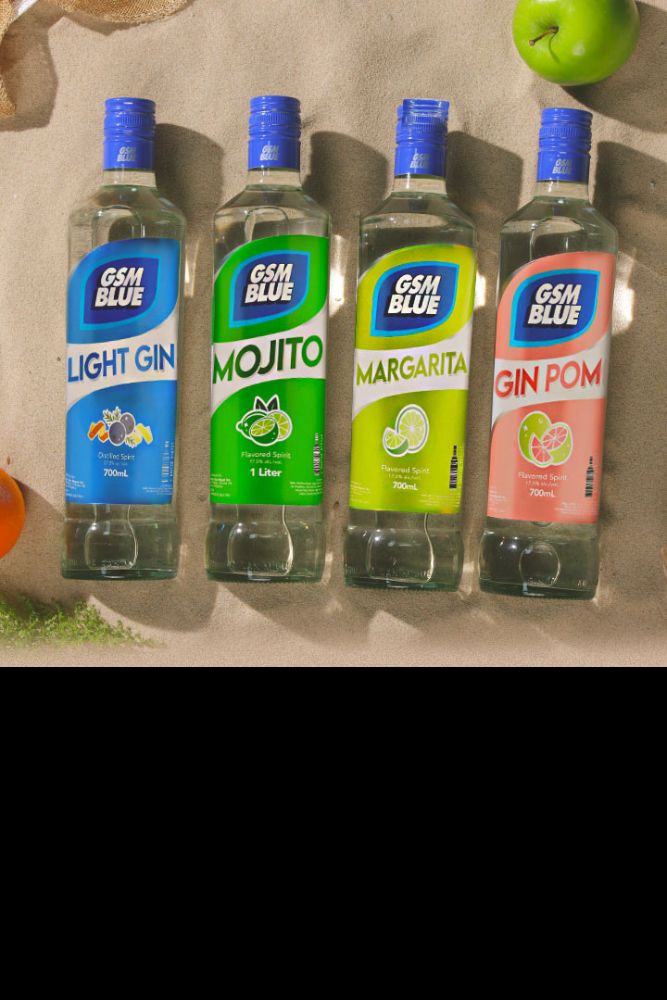 GSM
BLUE
GSM
BLUE
GSM
BLUE
GSM
BLUE
GSM
BLUE
LIGHT GIN
Distilled Spirit
700mL
GSM
BLUE
MOJITO
Flavored Spirit
1 Liter
GSM
BLUE
MARGARITA
Flavored Spirit
700mL
GSM
BLUE
GIN POM
Flavored Spirit
700mL